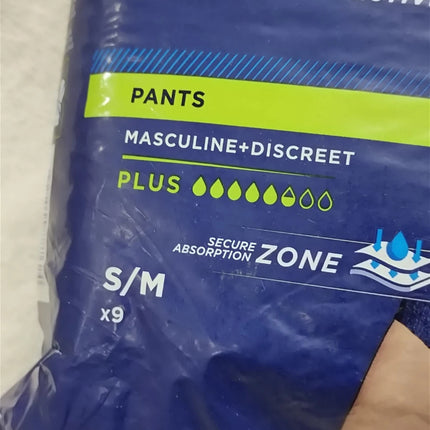 PANTS
MASCULINE+DISCREET
PLUS
SECURE
ABSORPTION ZONE
S/M
x9